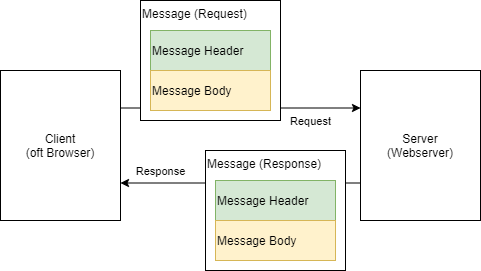 Message (Request)
Message Header
Message Body
Client
(oft Browser)
Request
Server
(Webserver)
Message (Response)
Response
Message Header
Message Body